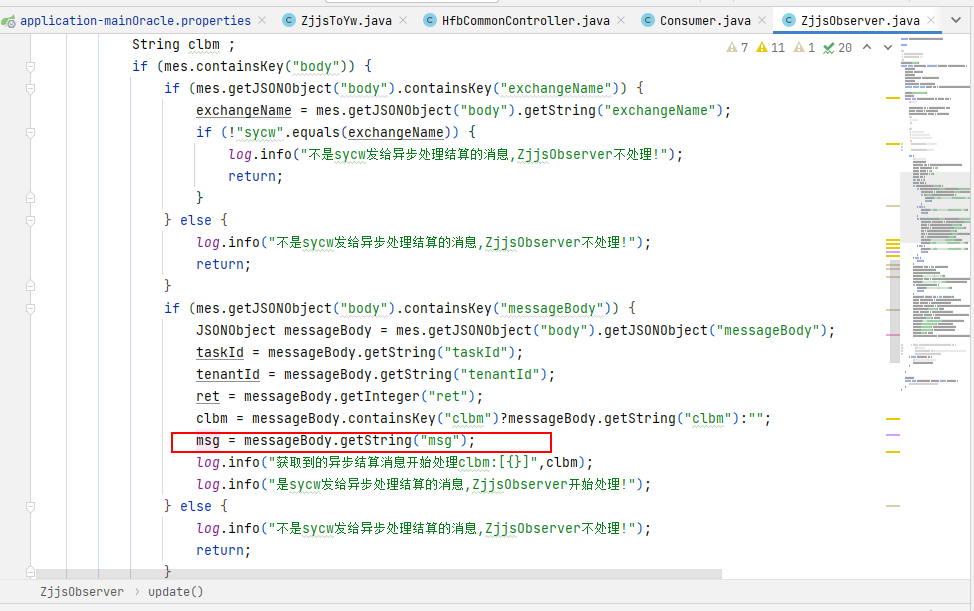 application-mainOracle.properties ZjjsToYw.java HfbCommonController.java Consumer.java ZjjsObserver.java
7 11 1 20
String clbm ;
if (mes.containsKey("body")) {
if (mes.getJSONObject("body").containsKey("exchangeName")) {
exchangeName = mes.getJSONObject("body").getString("exchangeName");
if (!"sycw".equals(exchangeName)) {
log.info("不是sycw发给异步处理结算的消息,ZjjsObserver不处理!");
return;
}
} else {
log.info("不是sycw发给异步处理结算的消息,ZjjsObserver不处理!");
return;
}
if (mes.getJSONObject("body").containsKey("messageBody")) {
JSONObject messageBody = mes.getJSONObject("body").getJSONObject("messageBody");
taskId = messageBody.getString("taskId");
tenantId = messageBody.getString("tenantId");
ret = messageBody.getInteger("ret");
clbm = messageBody.containsKey("clbm")?messageBody.getString("clbm"):"";
msg = messageBody.getString("msg");
log.info("获取到的异步结算消息开始处理clbm:[{}]",clbm);
log.info("是sycw发给异步处理结算的消息,ZjjsObserver开始处理!");
} else {
log.info("不是sycw发给异步处理结算的消息,ZjjsObserver不处理!");
return;
}
ZjjsObserver › update()